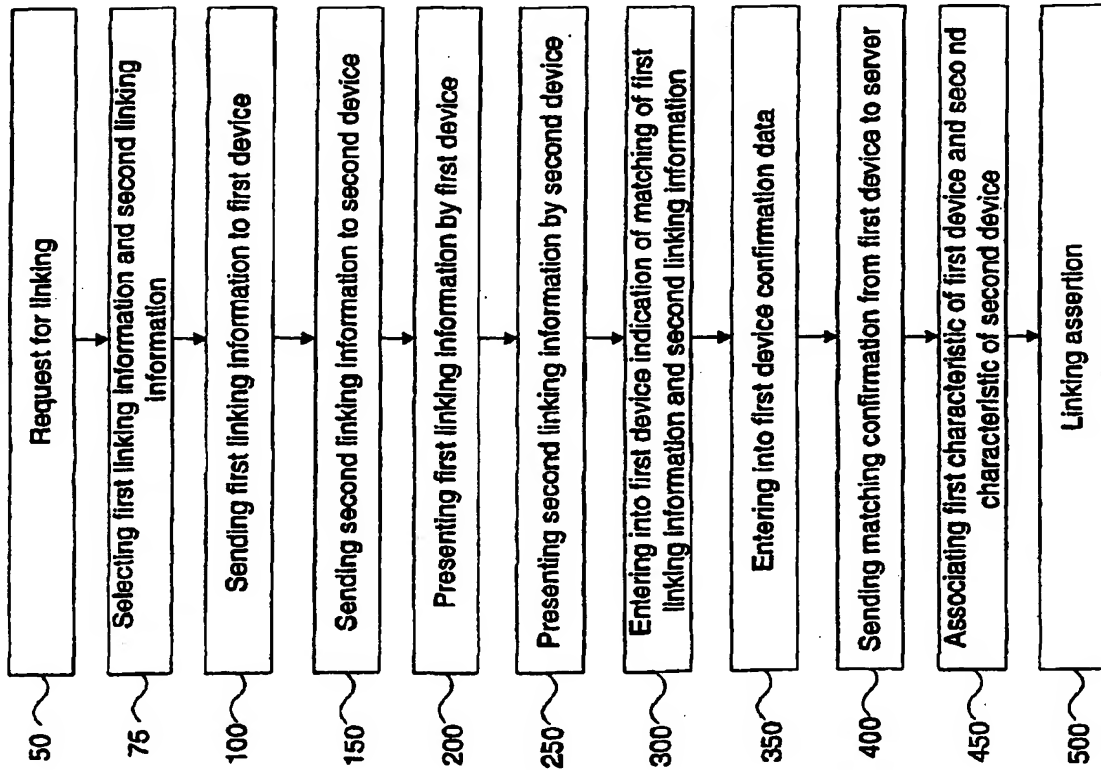 50
Request for linking
75
Selecting first linking information and second linking
information
100
Sending first linking information to first device
150
Sending second linking information to second device
200
Presenting first linking information by first device
250
Presenting second linking information by second device
300
Entering into first device indication of matching of first
linking information and second linking information
350
Entering into first device confirmation data
400
Sending matching confirmation from first device to server
450
Associating first characteristic of first device and second
characteristic of second device
500
Linking assertion